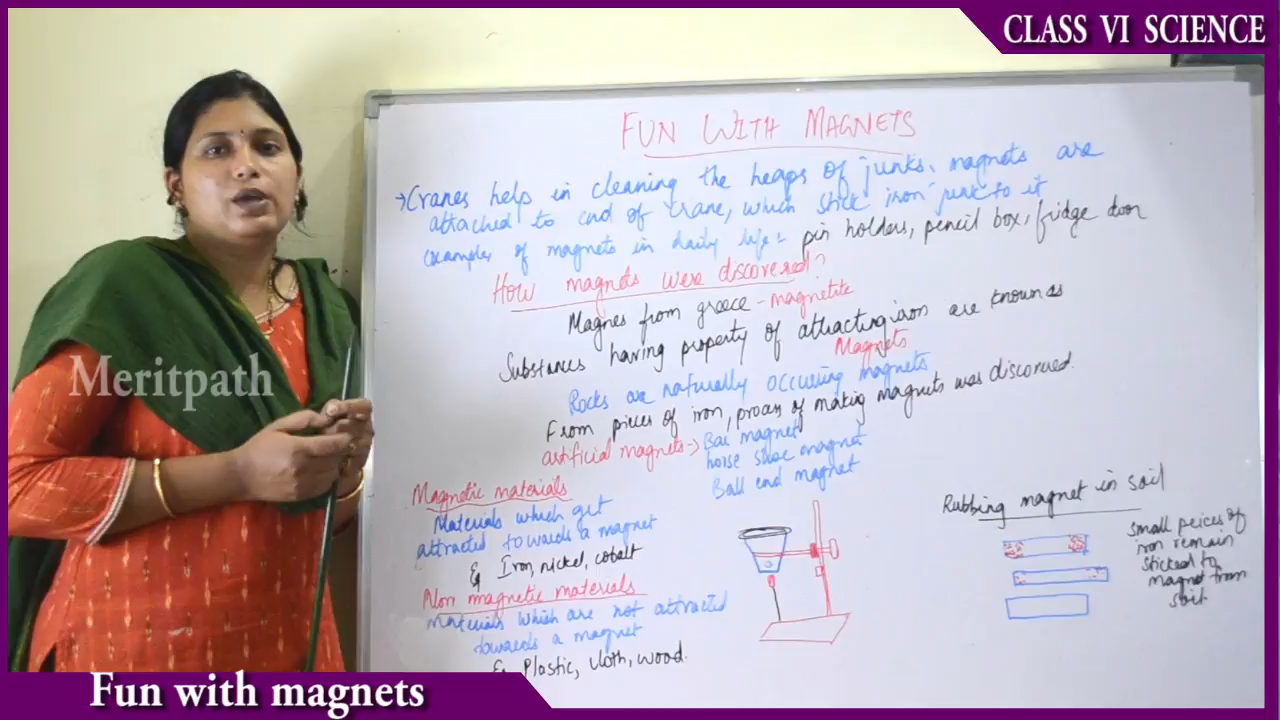 CLASS VI SCIENCE
FUN WITH MAGNETS
→ Cranes help in cleaning the heaps of junks, magnets are
attached to end of crane, which stick iron junk to it
examples of magnets in daily life:- pin holders, pencil box, fridge door
How magnets were discovered?
Magnes from greece - magnetite
Substances having property of attracting iron are known as
Magnets
Rocks are naturally occuring magnets
From pieces of iron, process of making magnets was discovered.
artificial magnets → Bar magnet
horse shoe magnet
Ball end magnet
Magnetic materials
Materials which get
attracted towards a magnet
Eg Iron, nickel, cobalt
Non magnetic materials
materials which are not attracted
towards a magnet
Eg Plastic, cloth, wood.
Rubbing magnet in soil
Small peices of
iron remain
sticked to
magnet from
soil
Meritpath
Fun with magnets